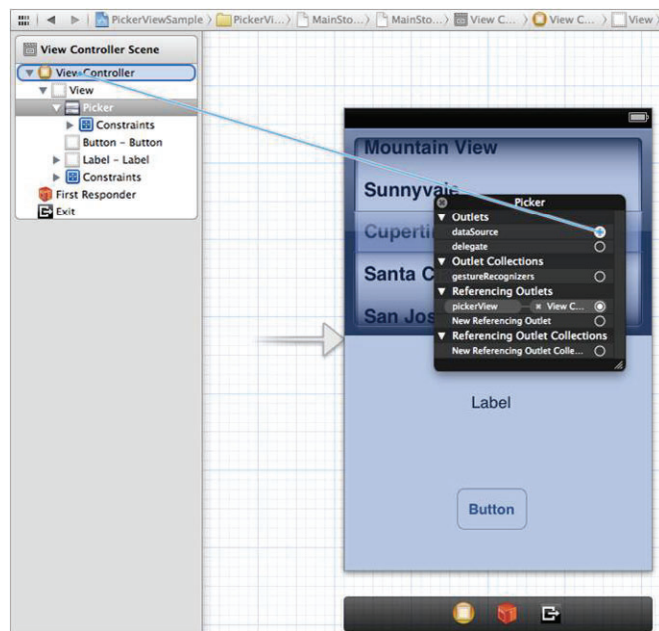 PickerViewSample
PickerVi...
MainSto...
MainSto...
View C...
View C...
View
View Controller Scene
View Controller
View
Picker
Constraints
Button - Button
Label - Label
Constraints
First Responder
Exit
Mountain View
Sunnyvale
Cuperti
Santa C
San Jos
Picker
Outlets
dataSource
delegate
Outlet Collections
gestureRecognizers
Referencing Outlets
pickerView
View C...
New Referencing Outlet
Referencing Outlet Collections
New Referencing Outlet Colle...
Label
Button